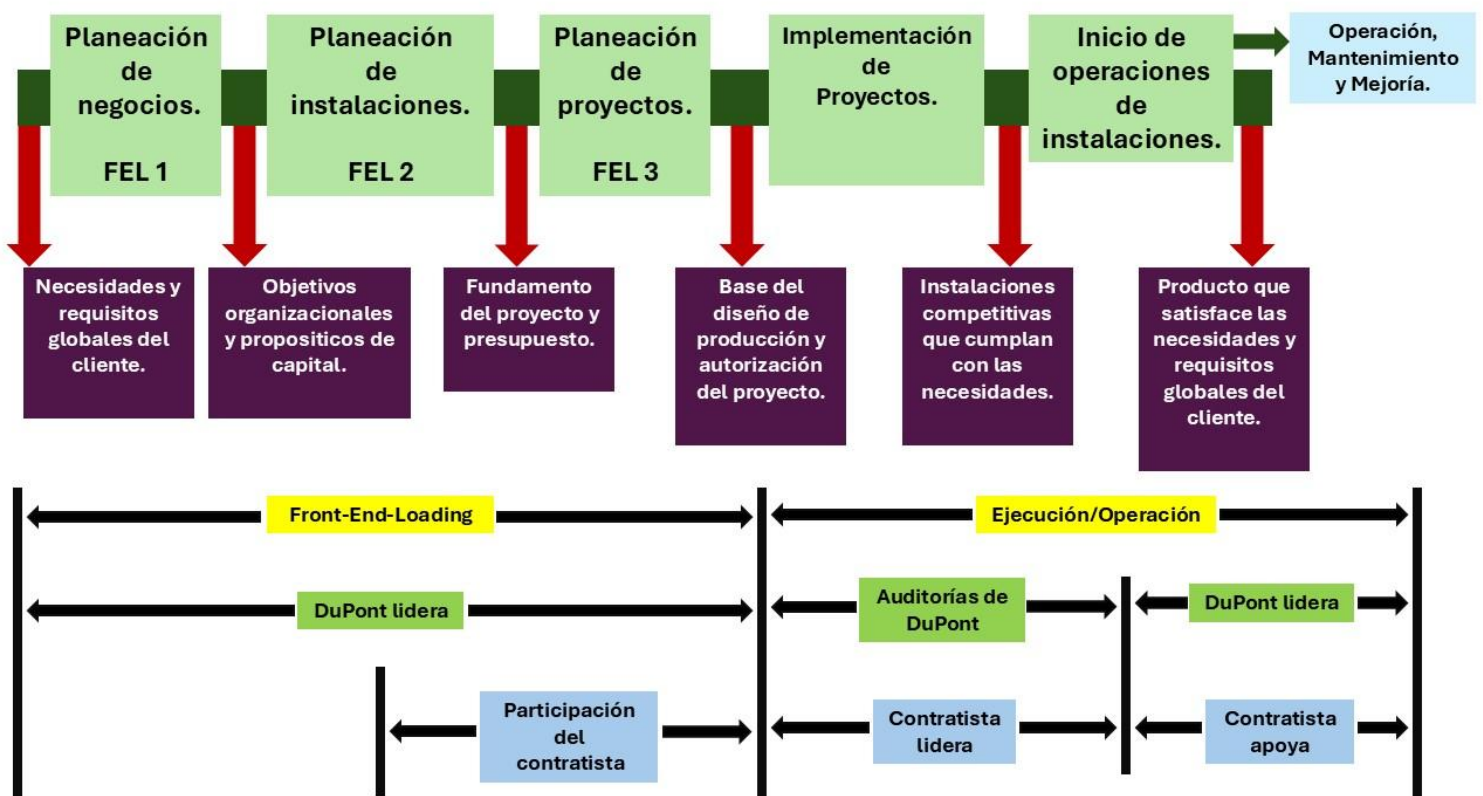 Planeación
de
negocios.
FEL 1
Planeación
de
instalaciones.
FEL 2
Planeación
de
proyectos.
FEL 3
Implementación
de
Proyectos.
Inicio de
operaciones
de
instalaciones.
Operación,
Mantenimiento
y Mejoría.
Necesidades y
requisitos
globales del
cliente.
Objetivos
organizacionales
y propositicos de
capital.
Fundamento
del proyecto y
presupuesto.
Base del
diseño de
producción y
autorización
del proyecto.
Instalaciones
competitivas
que cumplan
con las
necesidades.
Producto que
satisface las
necesidades y
requisitos
globales del
cliente.
Front-End-Loading
Ejecución/Operación
DuPont lidera
Auditorías de
DuPont
DuPont lidera
Participación
del
contratista
Contratista
lidera
Contratista
apoya